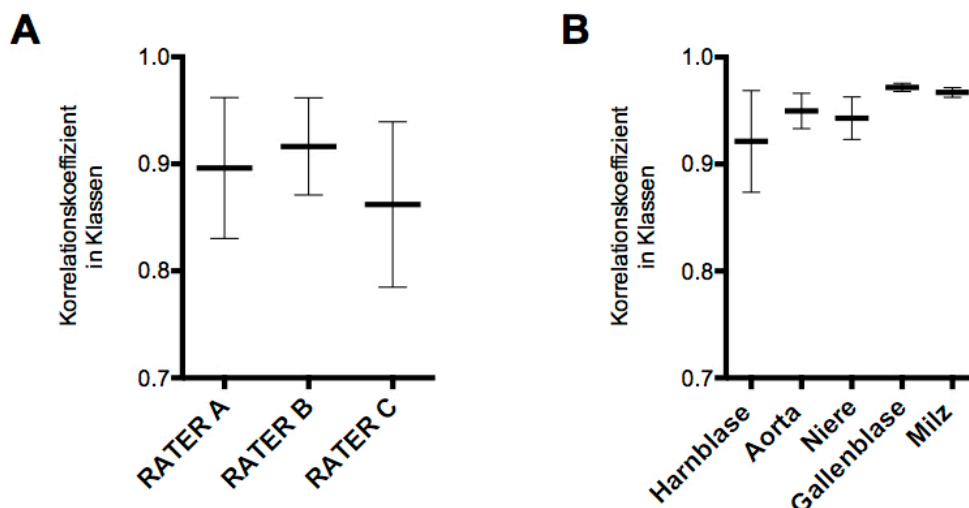 A
Korrelationskoeffizient
in Klassen
1.0
0.9
0.8
0.7
RATER A
RATER B
RATER C
B
Korrelationskoeffizient
in Klassen
1.0
0.9
0.8
0.7
Harnblase
Aorta
Niere
Gallenblase
Milz